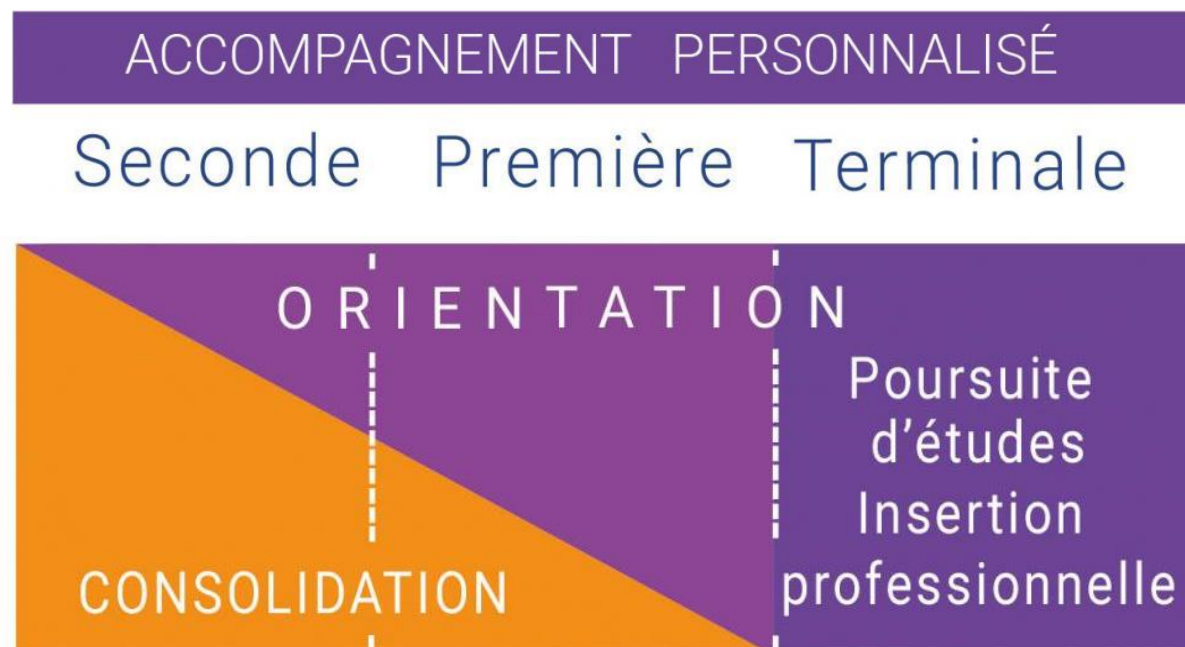 ACCOMPAGNEMENT PERSONNALISÉ
Seconde Première Terminale
ORIENTATION
Poursuite
d'études
Insertion
professionnelle
CONSOLIDATION